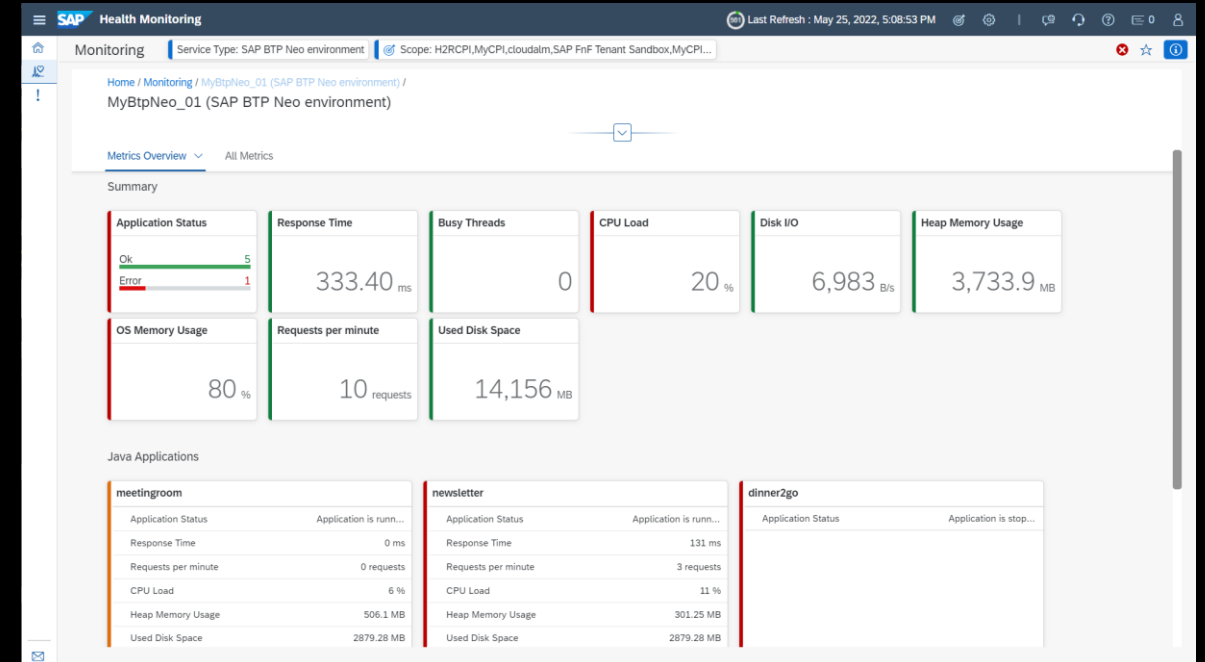 SAP Health Monitoring
591 Last Refresh : May 25, 2022, 5:08:53 PM 0
Monitoring Service Type: SAP BTP Neo environment Scope: H2RCPI,MyCPI,cloudalm,SAP FnF Tenant Sandbox,MyCPI...
Home / Monitoring / MyBtpNeo_01 (SAP BTP Neo environment) /
MyBtpNeo_01 (SAP BTP Neo environment)
Metrics Overview All Metrics
Summary
Application Status
Ok 5
Error 1
Response Time
333.40 ms
Busy Threads
0
CPU Load
20 %
Disk I/O
6,983 B/s
Heap Memory Usage
3,733.9 MB
OS Memory Usage
80 %
Requests per minute
10 requests
Used Disk Space
14,156 MB
Java Applications
meetingroom
Application Status Application is runn...
Response Time 0 ms
Requests per minute 0 requests
CPU Load 6 %
Heap Memory Usage 506.1 MB
Used Disk Space 2879.28 MB
newsletter
Application Status Application is runn...
Response Time 131 ms
Requests per minute 3 requests
CPU Load 11 %
Heap Memory Usage 301.25 MB
Used Disk Space 2879.28 MB
dinner2go
Application Status Application is stop...